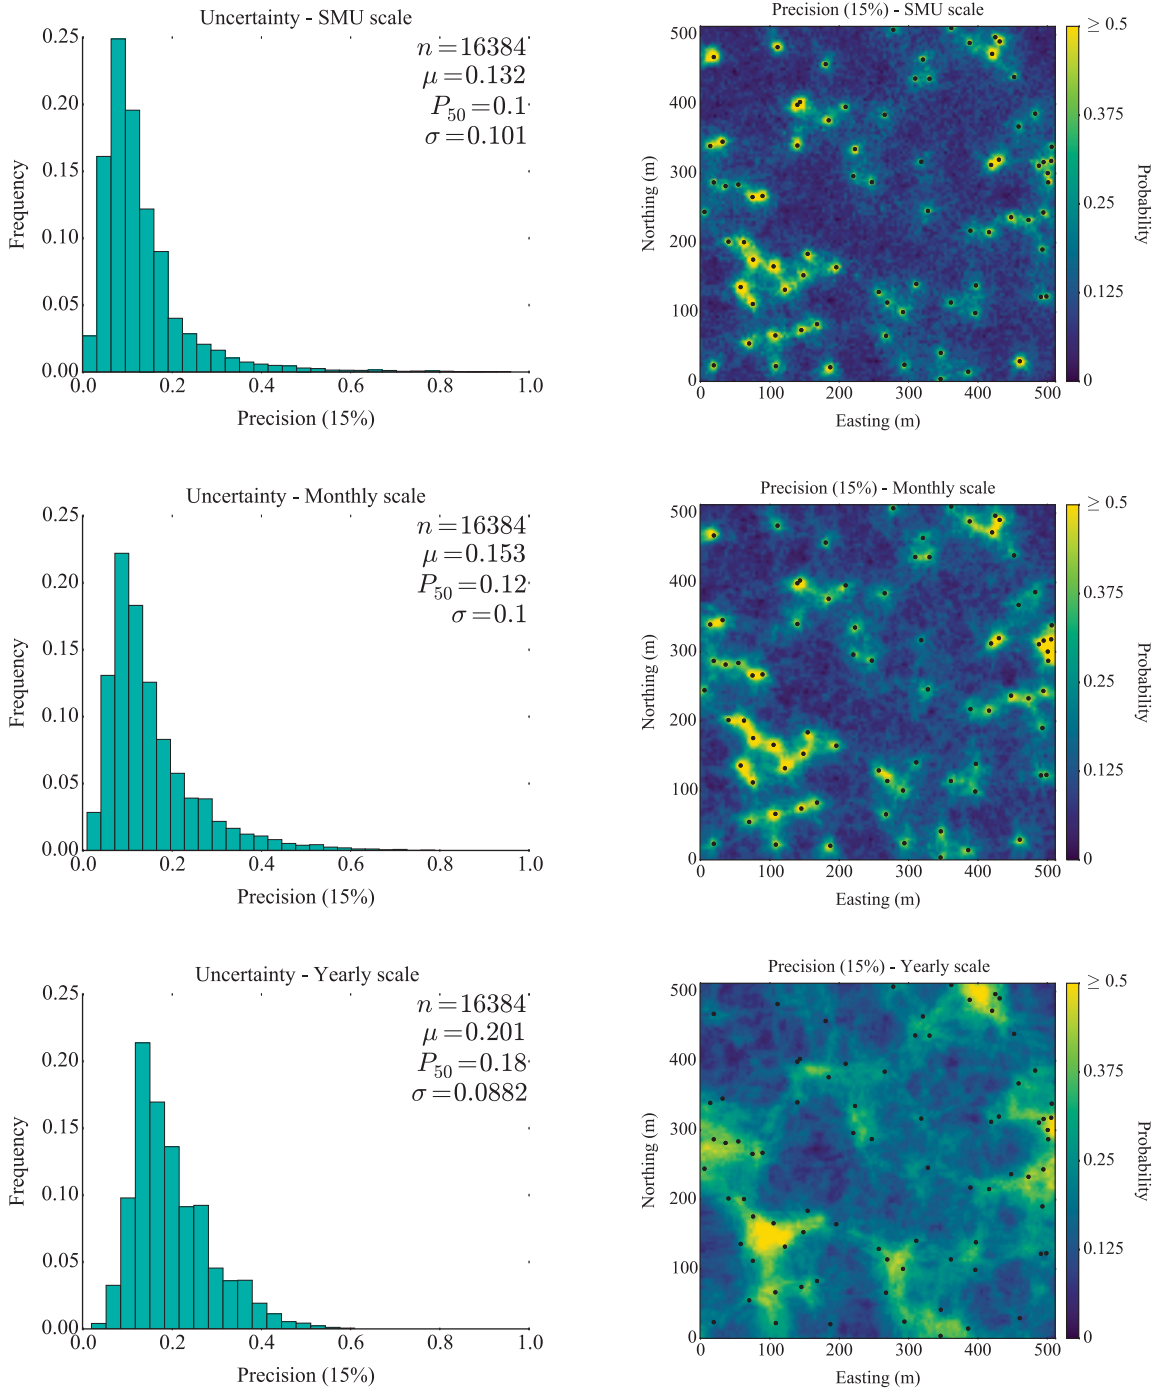 Uncertainty - SMU scale
0.25
0.20
0.15
0.10
0.05
0.00
Frequency
n = 16384
μ = 0.132
P50 = 0.1
σ = 0.101
0.0 0.2 0.4 0.6 0.8 1.0
Precision (15%)
Precision (15%) - SMU scale
500
400
300
200
100
0
Northing (m)
0 100 200 300 400 500
Easting (m)
≥ 0.5
0.375
0.25
0.125
0
Probability
Uncertainty - Monthly scale
0.25
0.20
0.15
0.10
0.05
0.00
Frequency
n = 16384
μ = 0.153
P50 = 0.12
σ = 0.1
0.0 0.2 0.4 0.6 0.8 1.0
Precision (15%)
Precision (15%) - Monthly scale
500
400
300
200
100
0
Northing (m)
0 100 200 300 400 500
Easting (m)
≥ 0.5
0.375
0.25
0.125
0
Probability
Uncertainty - Yearly scale
0.25
0.20
0.15
0.10
0.05
0.00
Frequency
n = 16384
μ = 0.201
P50 = 0.18
σ = 0.0882
0.0 0.2 0.4 0.6 0.8 1.0
Precision (15%)
Precision (15%) - Yearly scale
500
400
300
200
100
0
Northing (m)
0 100 200 300 400 500
Easting (m)
≥ 0.5
0.375
0.25
0.125
0
Probability